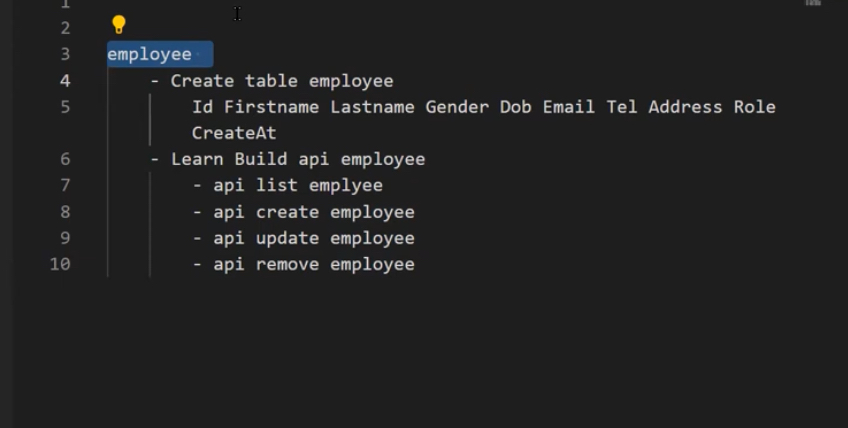 1
2
3 employee
4 - Create table employee
5 Id Firstname Lastname Gender Dob Email Tel Address Role
CreateAt
6 - Learn Build api employee
7 - api list emplyee
8 - api create employee
9 - api update employee
10 - api remove employee